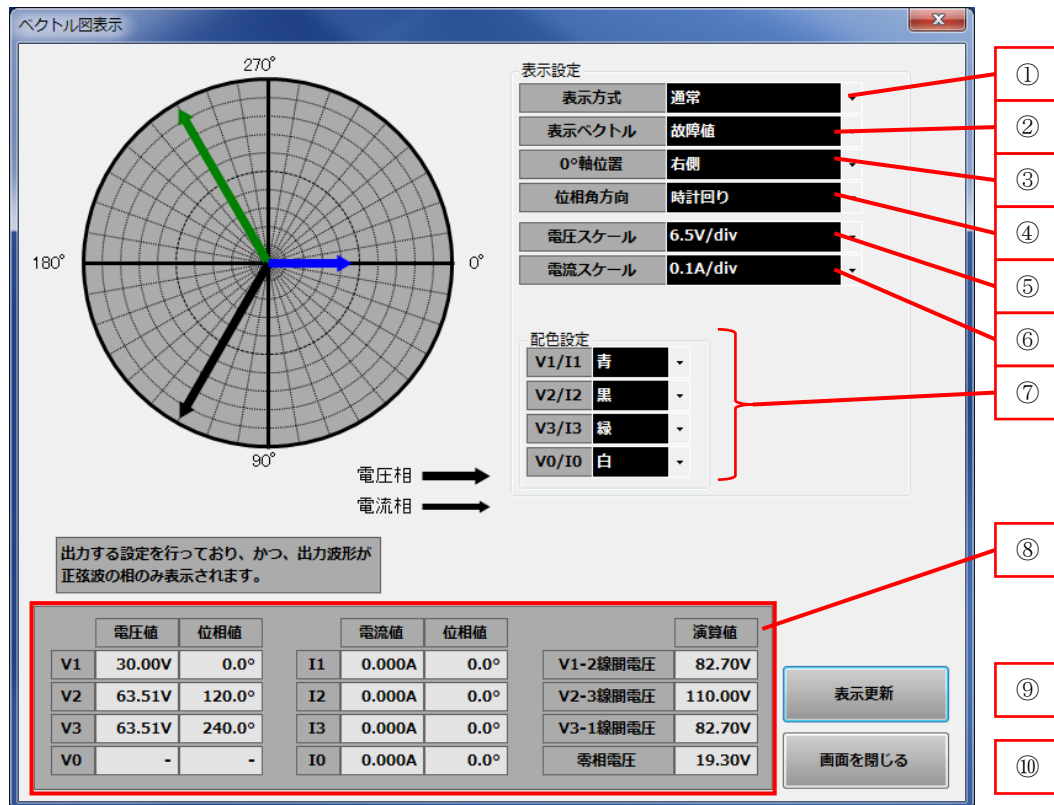 ベクトル図表示
x
270°
180°
0°
90°
電圧相
電流相
表示設定
表示方式 通常
①
表示ベクトル 故障値
②
0°軸位置 右側
③
位相角方向 時計回り
④
電圧スケール 6.5V/div
⑤
電流スケール 0.1A/div
⑥
配色設定
V1/I1 青
V2/I2 黒
V3/I3 緑
V0/I0 白
⑦
出力する設定を行っており、かつ、出力波形が
正弦波の相のみ表示されます。
⑧
電圧値 位相値 電流値 位相値 演算値
V1 30.00V 0.0° I1 0.000A 0.0° V1-2線間電圧 82.70V
V2 63.51V 120.0° I2 0.000A 0.0° V2-3線間電圧 110.00V
V3 63.51V 240.0° I3 0.000A 0.0° V3-1線間電圧 82.70V
V0 - - I0 0.000A 0.0° 零相電圧 19.30V
表示更新
⑨
画面を閉じる
⑩